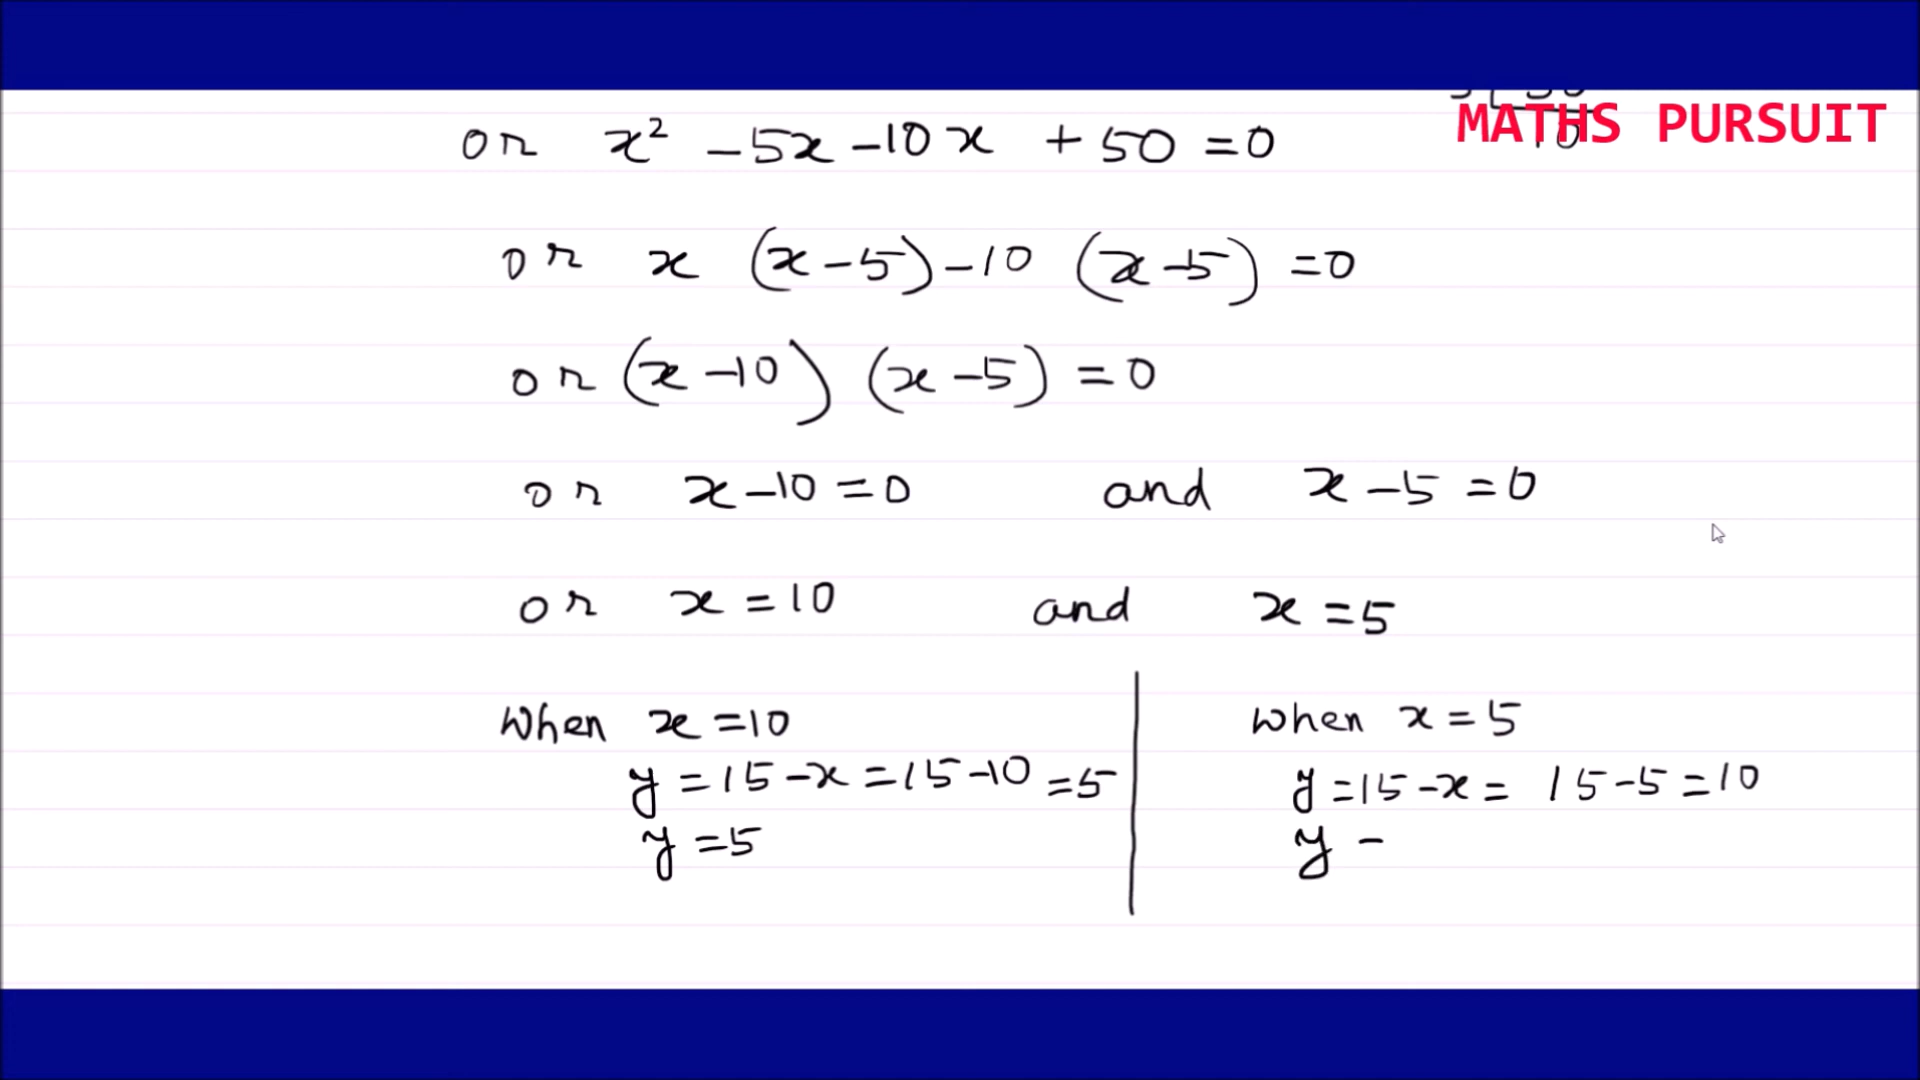 MATHS PURSUIT
or x² - 5x - 10x + 50 = 0
or x (x - 5) - 10 (x - 5) = 0
or (x - 10) (x - 5) = 0
or x - 10 = 0 and x - 5 = 0
or x = 10 and x = 5
When x = 10
y = 15 - x = 15 - 10 = 5
y = 5
When x = 5
y = 15 - x = 15 - 5 = 10
y -